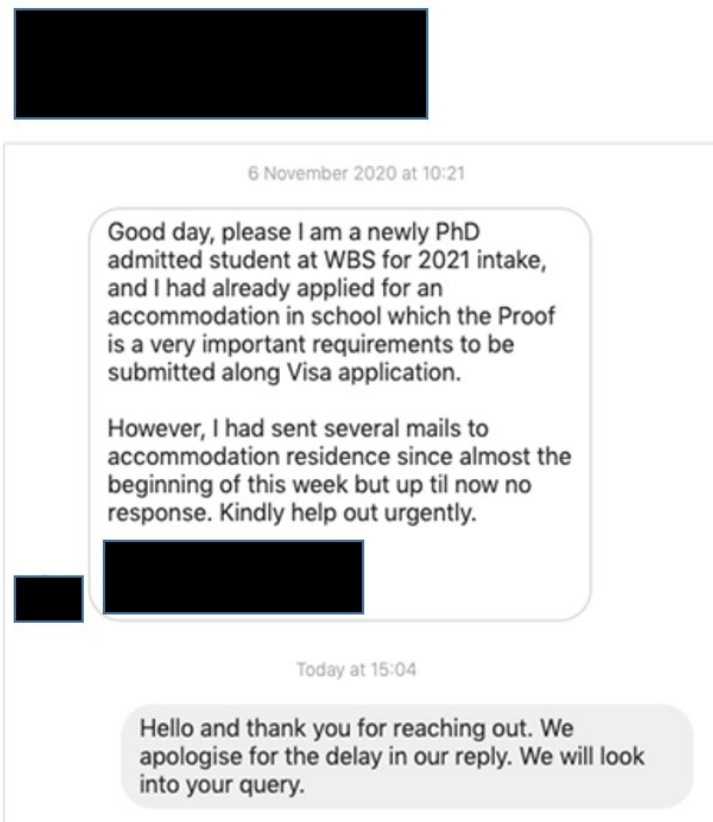 6 November 2020 at 10:21
Good day, please I am a newly PhD
admitted student at WBS for 2021 intake,
and I had already applied for an
accommodation in school which the Proof
is a very important requirements to be
submitted along Visa application.
However, I had sent several mails to
accommodation residence since almost the
beginning of this week but up til now no
response. Kindly help out urgently.
Today at 15:04
Hello and thank you for reaching out. We
apologise for the delay in our reply. We will look
into your query.